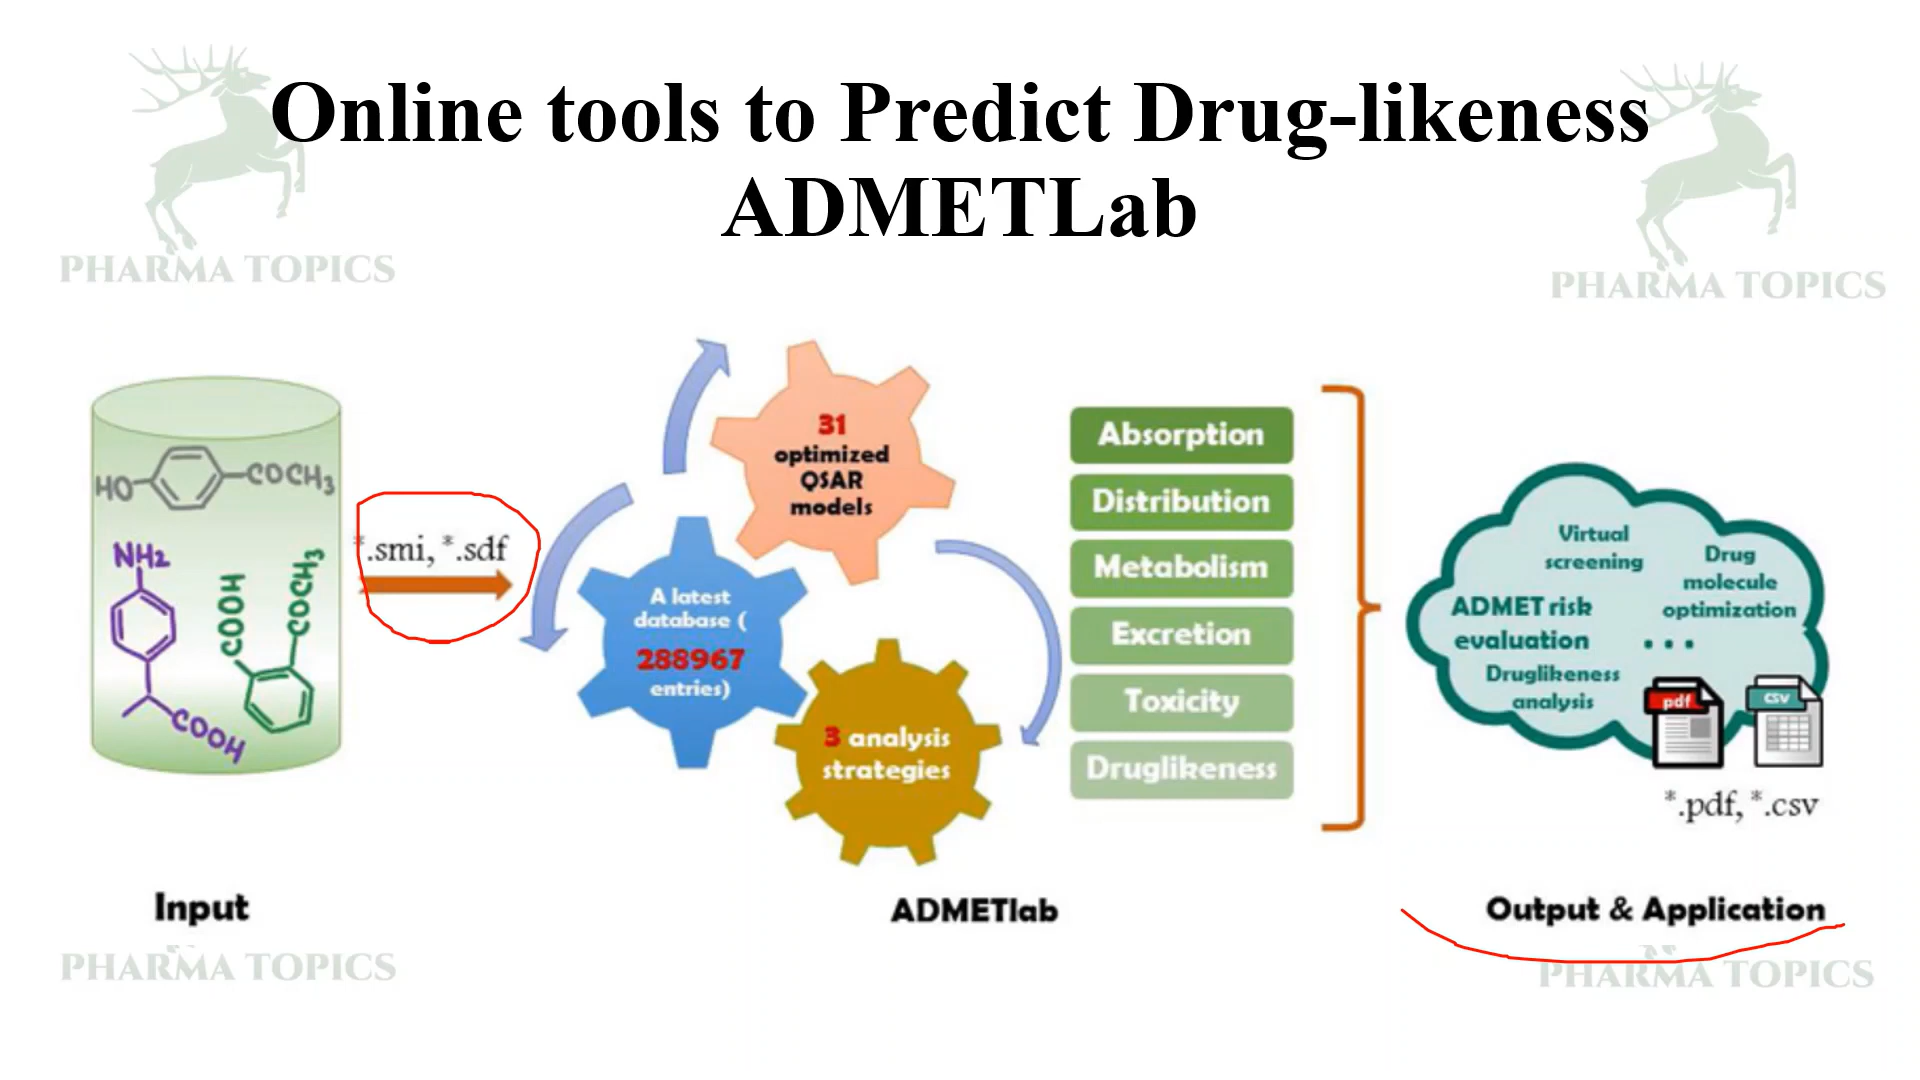 Online tools to Predict Drug-likeness
ADMETLab
PHARMA TOPICS
PHARMA TOPICS
HO
COCH3
NH2
COOH
COOH
COCH3
*.smi, *.sdf
31
optimized
QSAR
models
A latest
database (
288967
entries)
3 analysis
strategies
Absorption
Distribution
Metabolism
Excretion
Toxicity
Druglikeness
Virtual
screening
Drug
molecule
optimization
ADMET risk
evaluation
...
Druglikeness
analysis
pdf
csv
*.pdf, *.csv
Input
ADMETlab
Output & Application
PHARMA TOPICS
PHARMA TOPICS